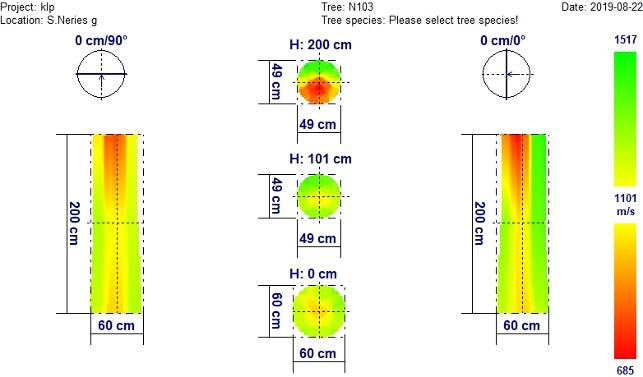 Project: klp
Tree: N103
Date: 2019-08-22
Location: S.Neries g
Tree species: Please select tree species!
0 cm/90°
H: 200 cm
0 cm/0°
1517
49 cm
49 cm
H: 101 cm
49 cm
49 cm
200 cm
200 cm
1101
m/s
H: 0 cm
60 cm
60 cm
60 cm
60 cm
685